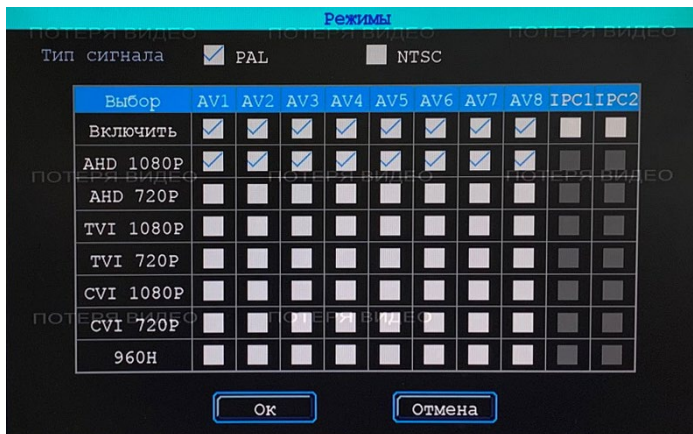 Режимы
ПОТЕРЯ ВИДЕО ПОТЕРЯ ВИДЕО ПОТЕРЯ ВИДЕО
Тип сигнала PAL NTSC
Выбор AV1 AV2 AV3 AV4 AV5 AV6 AV7 AV8 IPC1 IPC2
Включить
AHD 1080P
ПОТЕРЯ ВИДЕО ПОТЕРЯ ВИДЕО ПОТЕРЯ ВИДЕО
AHD 720P
TVI 1080P
TVI 720P
CVI 1080P
ПОТЕРЯ ВИДЕО ПОТЕРЯ ВИДЕО
CVI 720P
960H
Ок Отмена